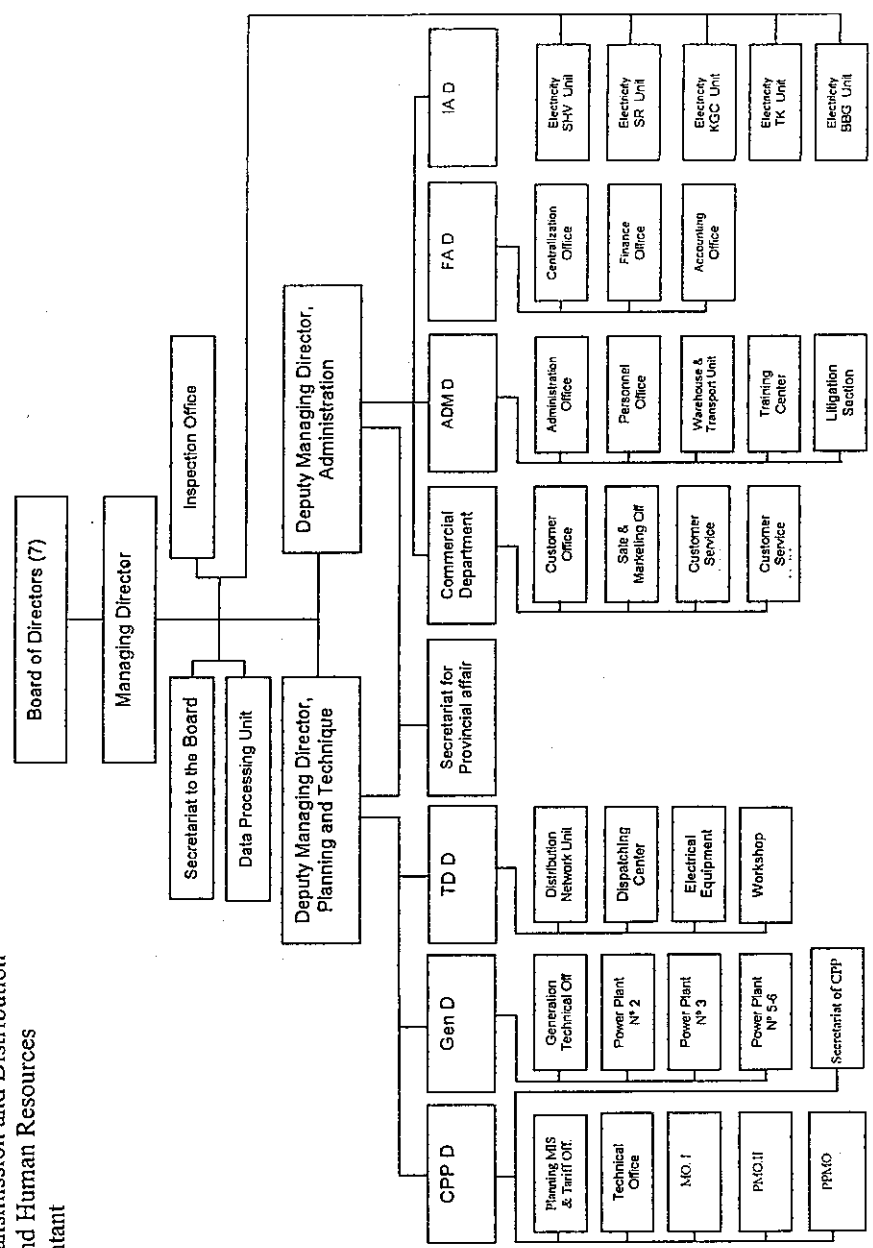 ansmission and Distribution
nd Human Resources
Board of Directors (7)
Managing Director
Inspection Office
Secretariat to the Board
Data Processing Unit
Deputy Managing Director,
Planning and Technique
Deputy Managing Director,
Administration
CPP D
Gen D
TD D
Secretariat for
Provincial affair
Commercial
Department
ADM D
FA D
IA D
Planning MIS
& Tariff Off.
Technical
Office
MO. I
PMO.II
PPMO
Secretariat of CPP
Generation
Technical Off
Power Plant
N° 2
Power Plant
N° 3
Power Plant
N° 5-6
Distribution
Network Unit
Dispatching
Center
Electrical
Equipment
Workshop
Customer
Office
Sale &
Marketing Off
Customer
Service
Customer
Service
Administration
Office
Personnel
Office
Warehouse &
Transport Unit
Training
Center
Litigation
Section
Centralization
Office
Finance
Office
Accounting
Office
Electricity
SHV Unit
Electricity
SR Unit
Electricity
KGC Unit
Electricity
TK Unit
Electricity
BBG Unit